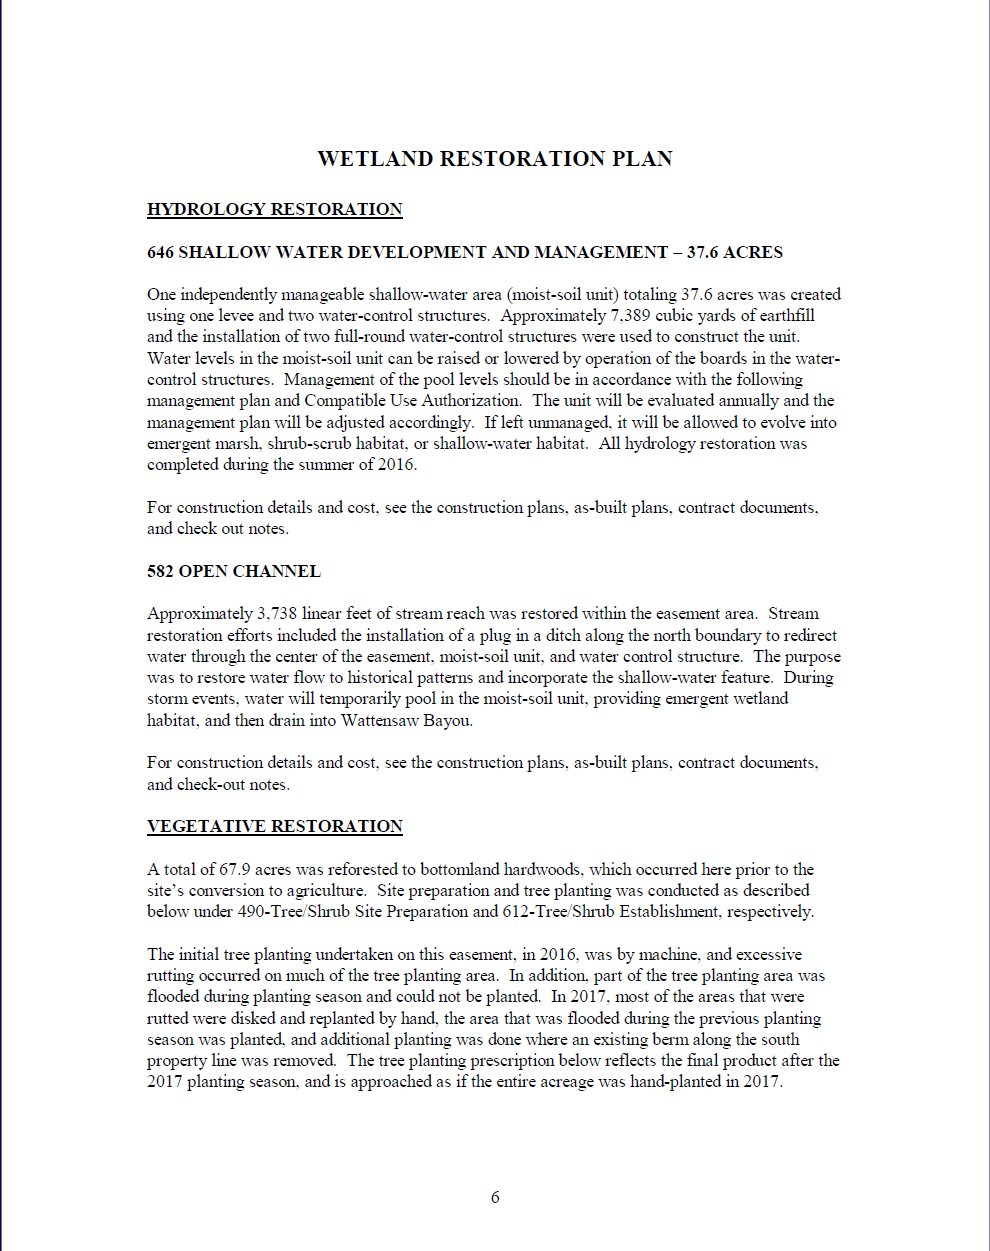 WETLAND RESTORATION PLAN
HYDROLOGY RESTORATION
646 SHALLOW WATER DEVELOPMENT AND MANAGEMENT – 37.6 ACRES
One independently manageable shallow-water area (moist-soil unit) totaling 37.6 acres was created
using one levee and two water-control structures.  Approximately 7,389 cubic yards of earthfill
and the installation of two full-round water-control structures were used to construct the unit.
Water levels in the moist-soil unit can be raised or lowered by operation of the boards in the water-
control structures.  Management of the pool levels should be in accordance with the following
management plan and Compatible Use Authorization.  The unit will be evaluated annually and the
management plan will be adjusted accordingly.  If left unmanaged, it will be allowed to evolve into
emergent marsh, shrub-scrub habitat, or shallow-water habitat.  All hydrology restoration was
completed during the summer of 2016.
For construction details and cost, see the construction plans, as-built plans, contract documents,
and check out notes.
582 OPEN CHANNEL
Approximately 3,738 linear feet of stream reach was restored within the easement area.  Stream
restoration efforts included the installation of a plug in a ditch along the north boundary to redirect
water through the center of the easement, moist-soil unit, and water control structure.  The purpose
was to restore water flow to historical patterns and incorporate the shallow-water feature.  During
storm events, water will temporarily pool in the moist-soil unit, providing emergent wetland
habitat, and then drain into Wattensaw Bayou.
For construction details and cost, see the construction plans, as-built plans, contract documents,
and check-out notes.
VEGETATIVE RESTORATION
A total of 67.9 acres was reforested to bottomland hardwoods, which occurred here prior to the
site’s conversion to agriculture.  Site preparation and tree planting was conducted as described
below under 490-Tree/Shrub Site Preparation and 612-Tree/Shrub Establishment, respectively.
The initial tree planting undertaken on this easement, in 2016, was by machine, and excessive
rutting occurred on much of the tree planting area.  In addition, part of the tree planting area was
flooded during planting season and could not be planted.  In 2017, most of the areas that were
rutted were disked and replanted by hand, the area that was flooded during the previous planting
season was planted, and additional planting was done where an existing berm along the south
property line was removed.  The tree planting prescription below reflects the final product after the
2017 planting season, and is approached as if the entire acreage was hand-planted in 2017.
6